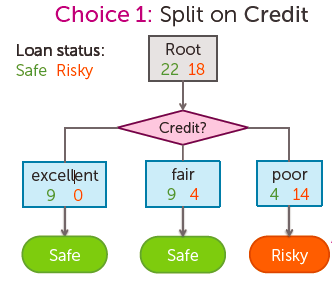 Choice 1: Split on Credit
Loan status:
Safe Risky
Root
22 18
Credit?
excellent
9 0
fair
9 4
poor
4 14
Safe
Safe
Risky